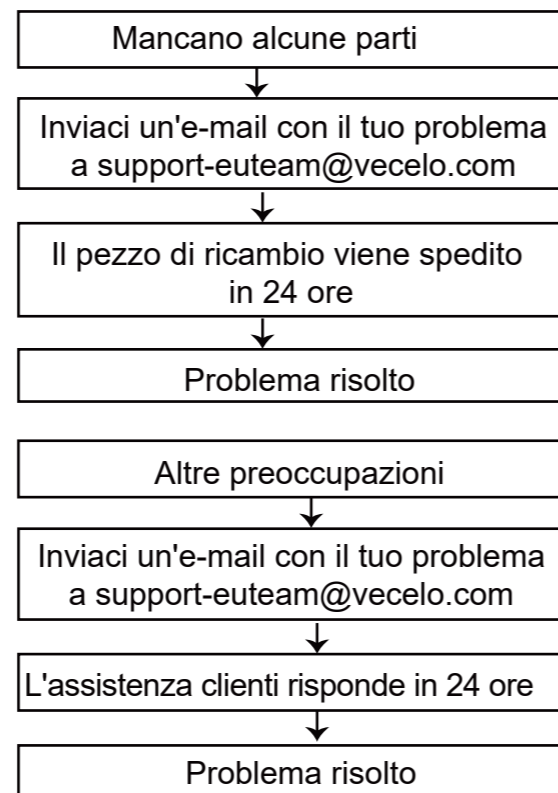 Mancano alcune parti
Inviaci un'e-mail con il tuo problema
a support-euteam@vecelo.com
Il pezzo di ricambio viene spedito
in 24 ore
Problema risolto
Altre preoccupazioni
Inviaci un'e-mail con il tuo problema
a support-euteam@vecelo.com
L'assistenza clienti risponde in 24 ore
Problema risolto